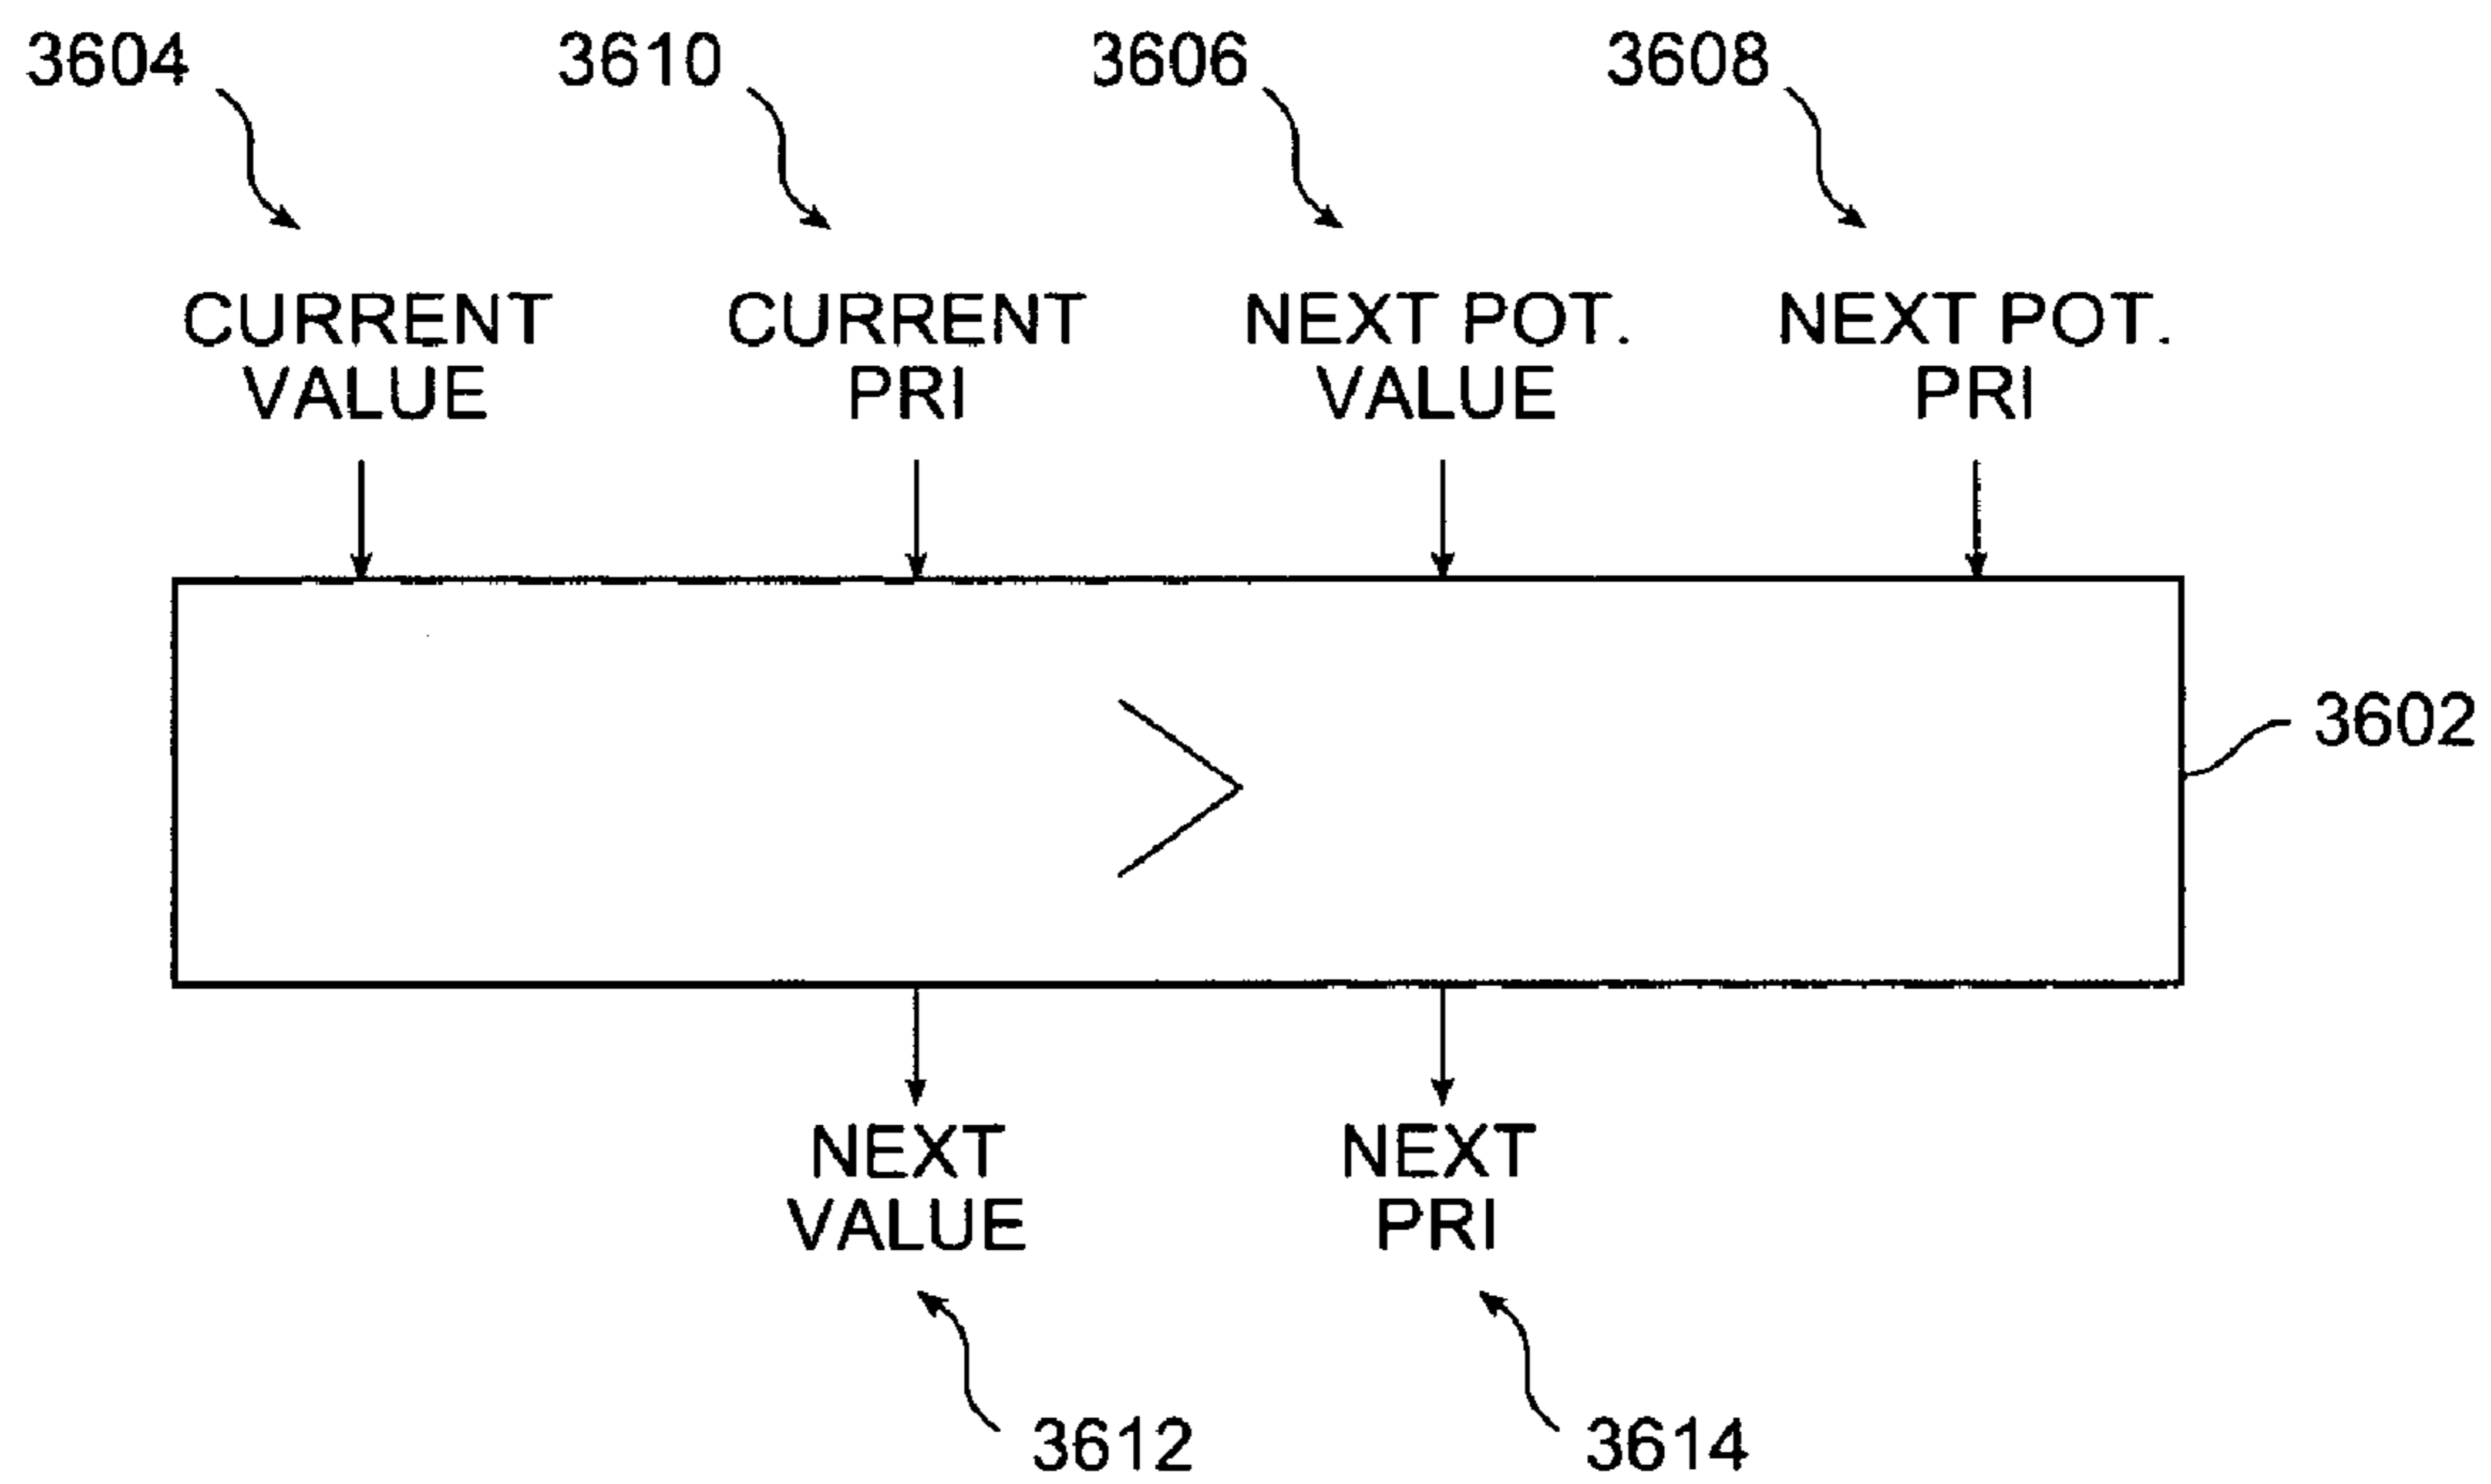 3604 3610 3606 3608
CURRENT CURRENT NEXT POT. NEXT POT.
VALUE PRI VALUE PRI
>
3602
NEXT NEXT
VALUE PRI
3612 3614